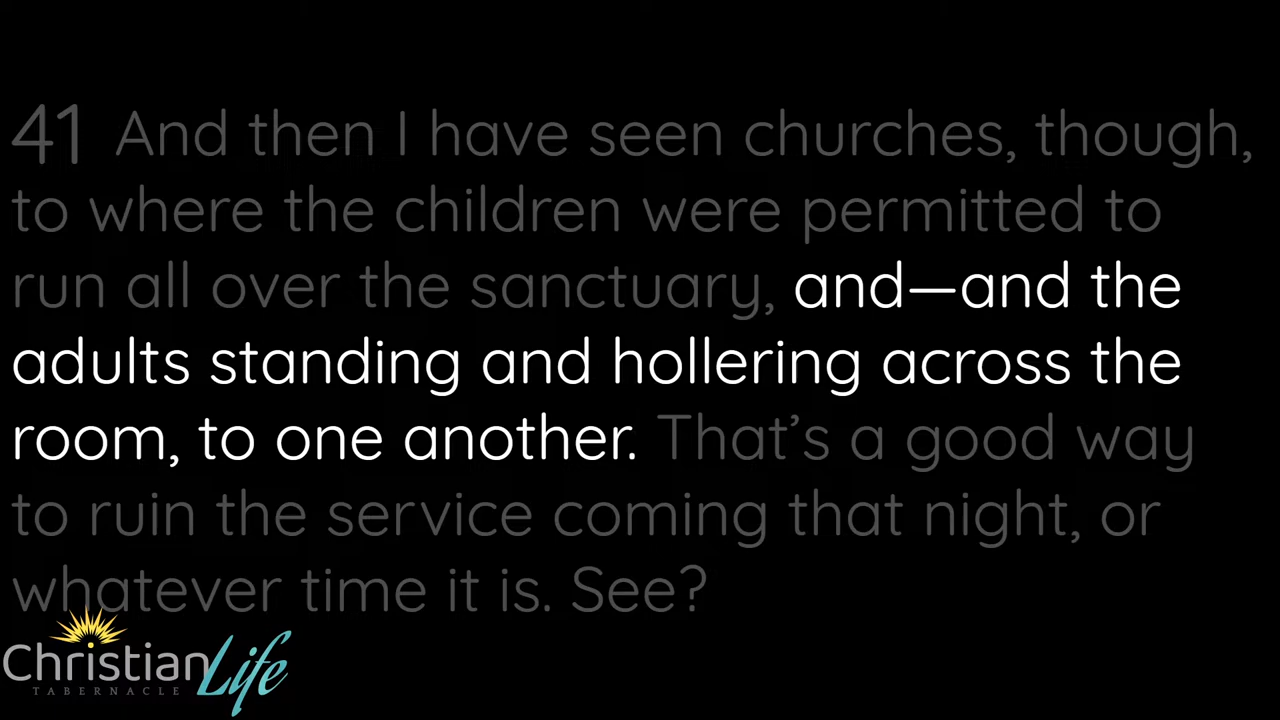 41 And then I have seen churches, though,
to where the children were permitted to
run all over the sanctuary, and—and the
adults standing and hollering across the
room, to one another. That’s a good way
to ruin the service coming that night, or
whatever time it is. See?
Christian Life
TABERNACLE